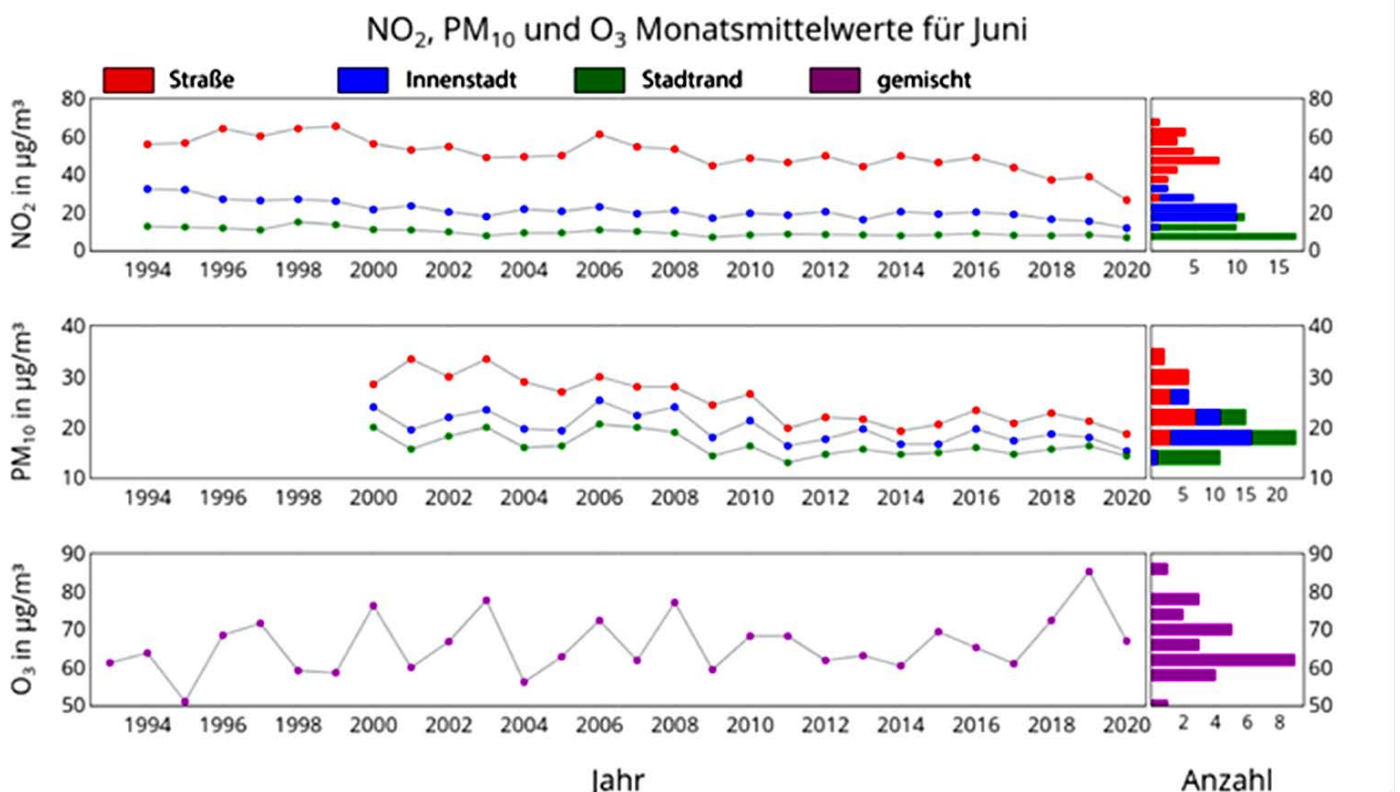 NO₂, PM₁₀ und O₃ Monatsmittelwerte für Juni
Straße Innenstadt Stadtrand gemischt
NO₂ in µg/m³
80 60 40 20 0
1994 1996 1998 2000 2002 2004 2006 2008 2010 2012 2014 2016 2018 2020
80 60 40 20 0
5 10 15
PM₁₀ in µg/m³
40 30 20 10
1994 1996 1998 2000 2002 2004 2006 2008 2010 2012 2014 2016 2018 2020
40 30 20 10
5 10 15 20
O₃ in µg/m³
90 80 70 60 50
1994 1996 1998 2000 2002 2004 2006 2008 2010 2012 2014 2016 2018 2020
90 80 70 60 50
2 4 6 8
Jahr Anzahl